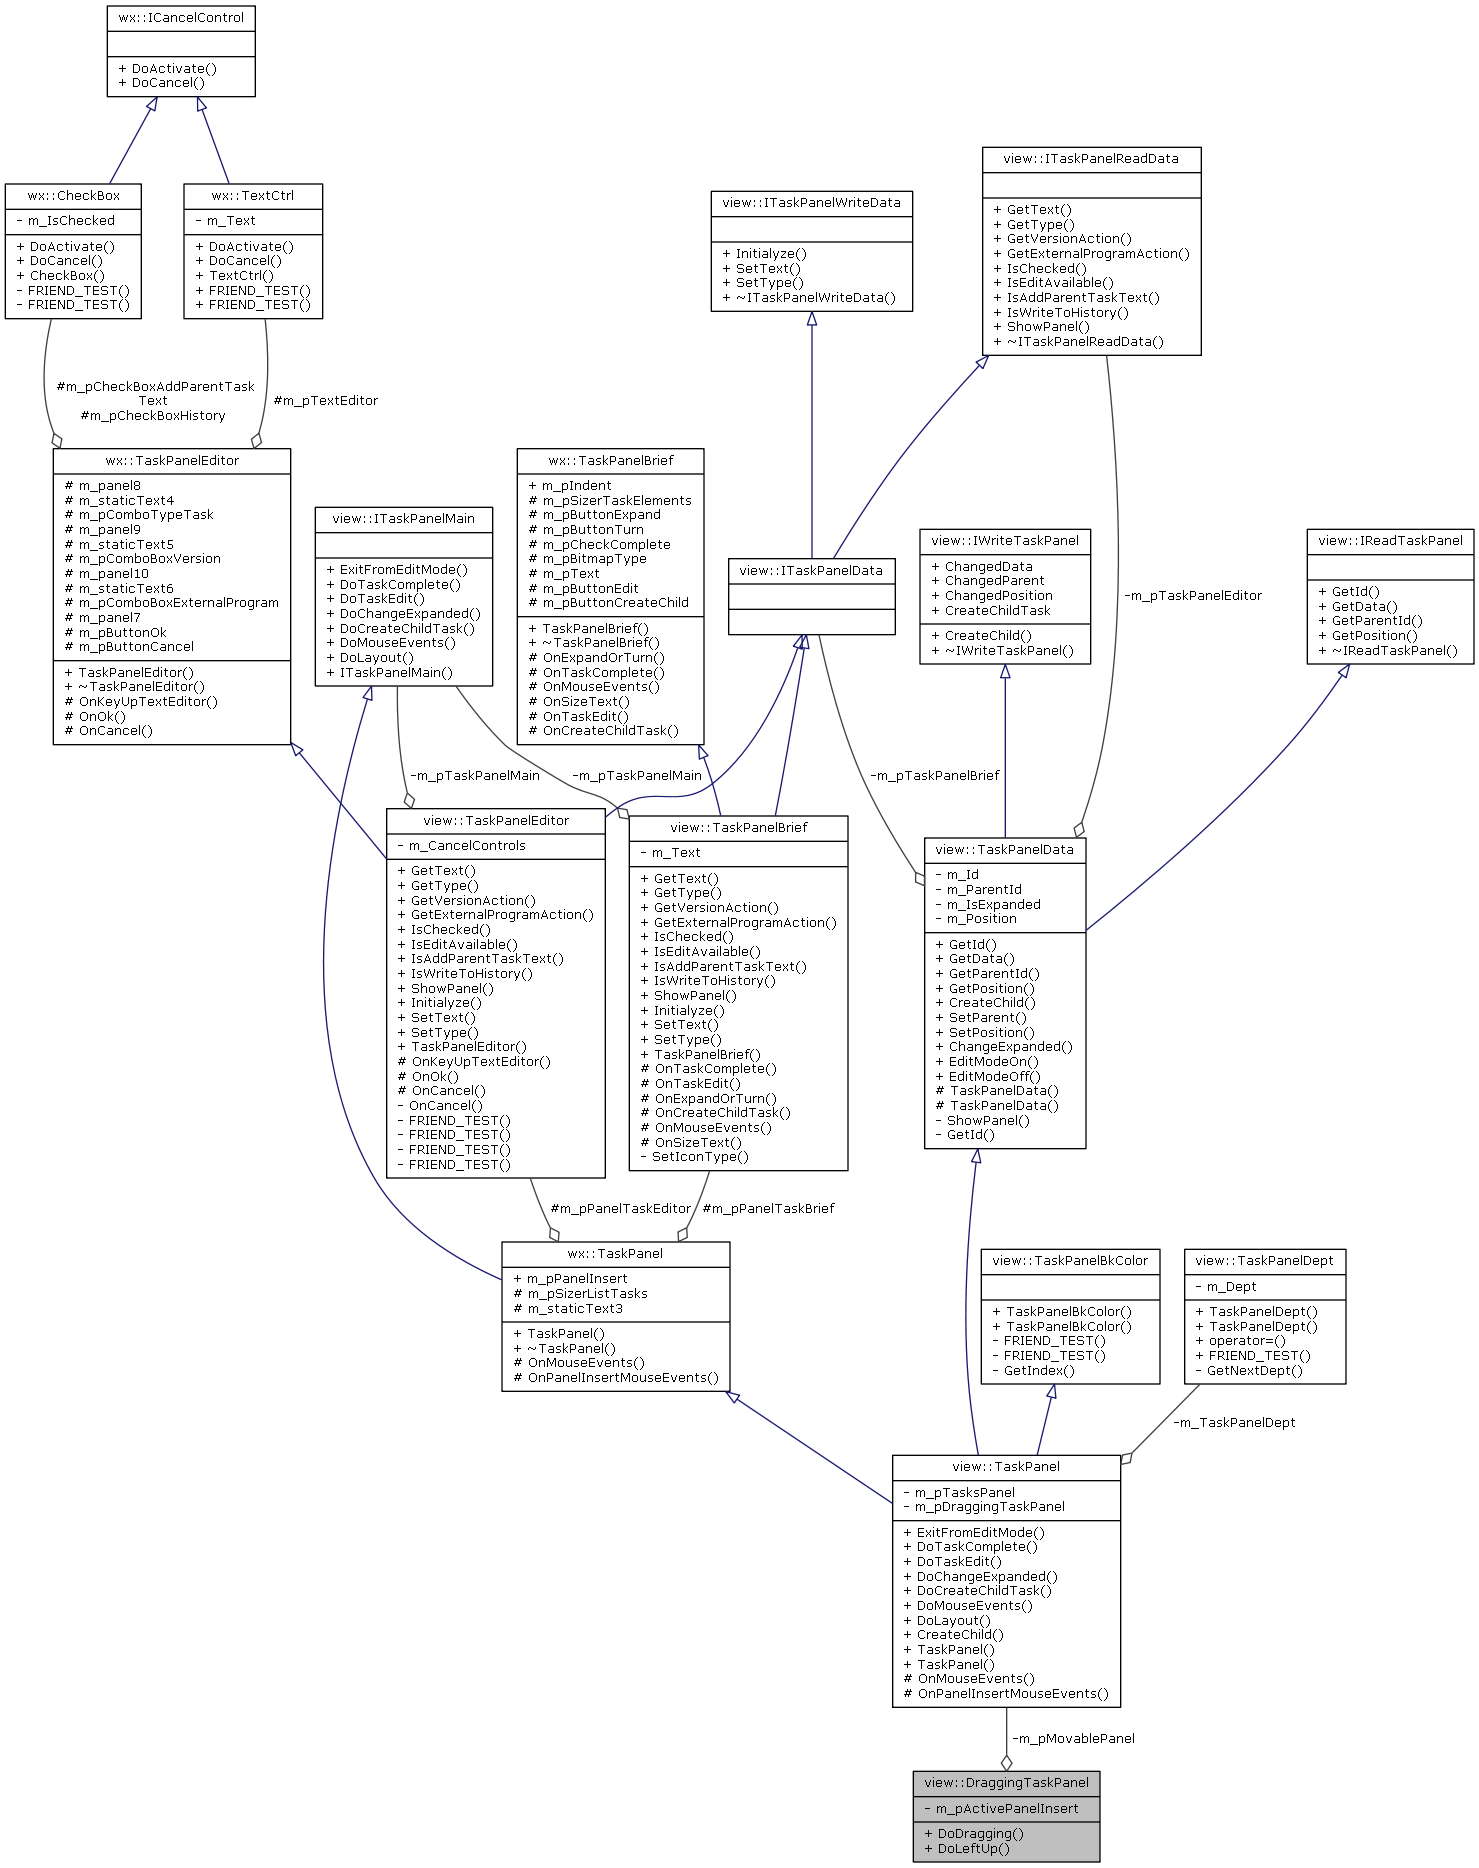 wx::ICancelControl
+ DoActivate()
+ DoCancel()
wx::CheckBox
- m_IsChecked
+ DoActivate()
+ DoCancel()
+ CheckBox()
- FRIEND_TEST()
- FRIEND_TEST()
wx::TextCtrl
- m_Text
+ DoActivate()
+ DoCancel()
+ TextCtrl()
+ FRIEND_TEST()
+ FRIEND_TEST()
view::ITaskPanelWriteData
+ Initialyze()
+ SetText()
+ SetType()
+ ~ITaskPanelWriteData()
view::ITaskPanelReadData
+ GetText()
+ GetType()
+ GetVersionAction()
+ GetExternalProgramAction()
+ IsChecked()
+ IsEditAvailable()
+ IsAddParentTaskText()
+ IsWriteToHistory()
+ ShowPanel()
+ ~ITaskPanelReadData()
#m_pCheckBoxAddParentTask
Text
#m_pCheckBoxHistory
#m_pTextEditor
wx::TaskPanelEditor
# m_panel8
# m_staticText4
# m_pComboTypeTask
# m_panel9
# m_staticText5
# m_pComboBoxVersion
# m_panel10
# m_staticText6
# m_pComboBoxExternalProgram
# m_panel7
# m_pButtonOk
# m_pButtonCancel
+ TaskPanelEditor()
+ ~TaskPanelEditor()
# OnKeyUpTextEditor()
# OnOk()
# OnCancel()
view::ITaskPanelMain
+ ExitFromEditMode()
+ DoTaskComplete()
+ DoTaskEdit()
+ DoChangeExpanded()
+ DoCreateChildTask()
+ DoMouseEvents()
+ DoLayout()
+ ITaskPanelMain()
wx::TaskPanelBrief
+ m_pIndent
# m_pSizerTaskElements
# m_pButtonExpand
# m_pButtonTurn
# m_pCheckComplete
# m_pBitmapType
# m_pText
# m_pButtonEdit
# m_pButtonCreateChild
+ TaskPanelBrief()
+ ~TaskPanelBrief()
# OnExpandOrTurn()
# OnTaskComplete()
# OnMouseEvents()
# OnSizeText()
# OnTaskEdit()
# OnCreateChildTask()
view::ITaskPanelData
view::IWriteTaskPanel
+ ChangedData
+ ChangedParent
+ ChangedPosition
+ CreateChildTask
+ CreateChild()
+ ~IWriteTaskPanel()
-m_pTaskPanelEditor
view::IReadTaskPanel
+ GetId()
+ GetData()
+ GetParentId()
+ GetPosition()
+ ~IReadTaskPanel()
-m_pTaskPanelMain
-m_pTaskPanelMain
-m_pTaskPanelBrief
view::TaskPanelEditor
- m_CancelControls
+ GetText()
+ GetType()
+ GetVersionAction()
+ GetExternalProgramAction()
+ IsChecked()
+ IsEditAvailable()
+ IsAddParentTaskText()
+ IsWriteToHistory()
+ ShowPanel()
+ Initialyze()
+ SetText()
+ SetType()
+ TaskPanelEditor()
# OnKeyUpTextEditor()
# OnOk()
# OnCancel()
- OnCancel()
- FRIEND_TEST()
- FRIEND_TEST()
- FRIEND_TEST()
- FRIEND_TEST()
view::TaskPanelBrief
- m_Text
+ GetText()
+ GetType()
+ GetVersionAction()
+ GetExternalProgramAction()
+ IsChecked()
+ IsEditAvailable()
+ IsAddParentTaskText()
+ IsWriteToHistory()
+ ShowPanel()
+ Initialyze()
+ SetText()
+ SetType()
+ TaskPanelBrief()
# OnTaskComplete()
# OnTaskEdit()
# OnExpandOrTurn()
# OnCreateChildTask()
# OnMouseEvents()
# OnSizeText()
- SetIconType()
view::TaskPanelData
- m_Id
- m_ParentId
- m_IsExpanded
- m_Position
+ GetId()
+ GetData()
+ GetParentId()
+ GetPosition()
+ CreateChild()
+ SetParent()
+ SetPosition()
+ ChangeExpanded()
+ EditModeOn()
+ EditModeOff()
# TaskPanelData()
# TaskPanelData()
- ShowPanel()
- GetId()
#m_pPanelTaskEditor
#m_pPanelTaskBrief
wx::TaskPanel
+ m_pPanelInsert
# m_pSizerListTasks
# m_staticText3
+ TaskPanel()
+ ~TaskPanel()
# OnMouseEvents()
# OnPanelInsertMouseEvents()
view::TaskPanelBkColor
+ TaskPanelBkColor()
+ TaskPanelBkColor()
- FRIEND_TEST()
- FRIEND_TEST()
- GetIndex()
view::TaskPanelDept
- m_Dept
+ TaskPanelDept()
+ TaskPanelDept()
+ operator=()
+ FRIEND_TEST()
- GetNextDept()
-m_TaskPanelDept
view::TaskPanel
- m_pTasksPanel
- m_pDraggingTaskPanel
+ ExitFromEditMode()
+ DoTaskComplete()
+ DoTaskEdit()
+ DoChangeExpanded()
+ DoCreateChildTask()
+ DoMouseEvents()
+ DoLayout()
+ CreateChild()
+ TaskPanel()
+ TaskPanel()
# OnMouseEvents()
# OnPanelInsertMouseEvents()
-m_pMovablePanel
view::DraggingTaskPanel
- m_pActivePanelInsert
+ DoDragging()
+ DoLeftUp()